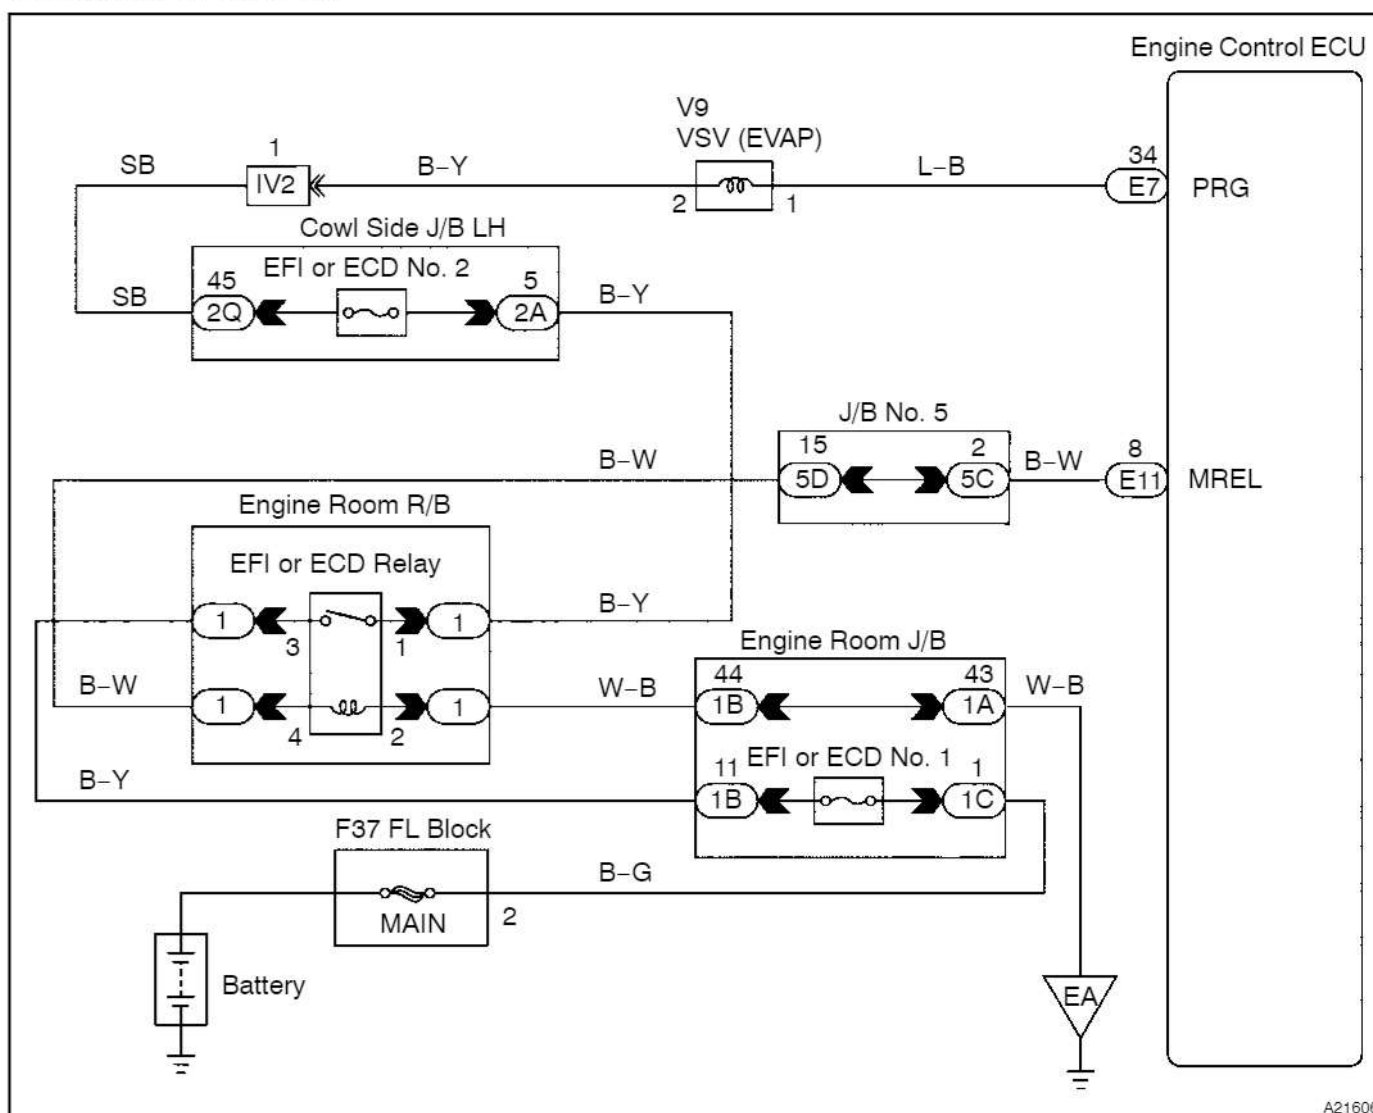 Engine Control ECU
V9
VSV (EVAP)
1
SB
IV2
B-Y
2
1
L-B
34
E7
PRG
Cowl Side J/B LH
EFI or ECD No. 2
45
5
SB
2Q
2A
B-Y
J/B No. 5
15
2
B-W
5D
5C
B-W
8
E11
MREL
Engine Room R/B
EFI or ECD Relay
1
3
1
1
B-Y
Engine Room J/B
B-W
1
4
2
1
W-B
44
43
1B
1A
W-B
EFI or ECD No. 1
B-Y
11
1
1B
1C
F37 FL Block
B-G
MAIN
2
Battery
EA
A21606